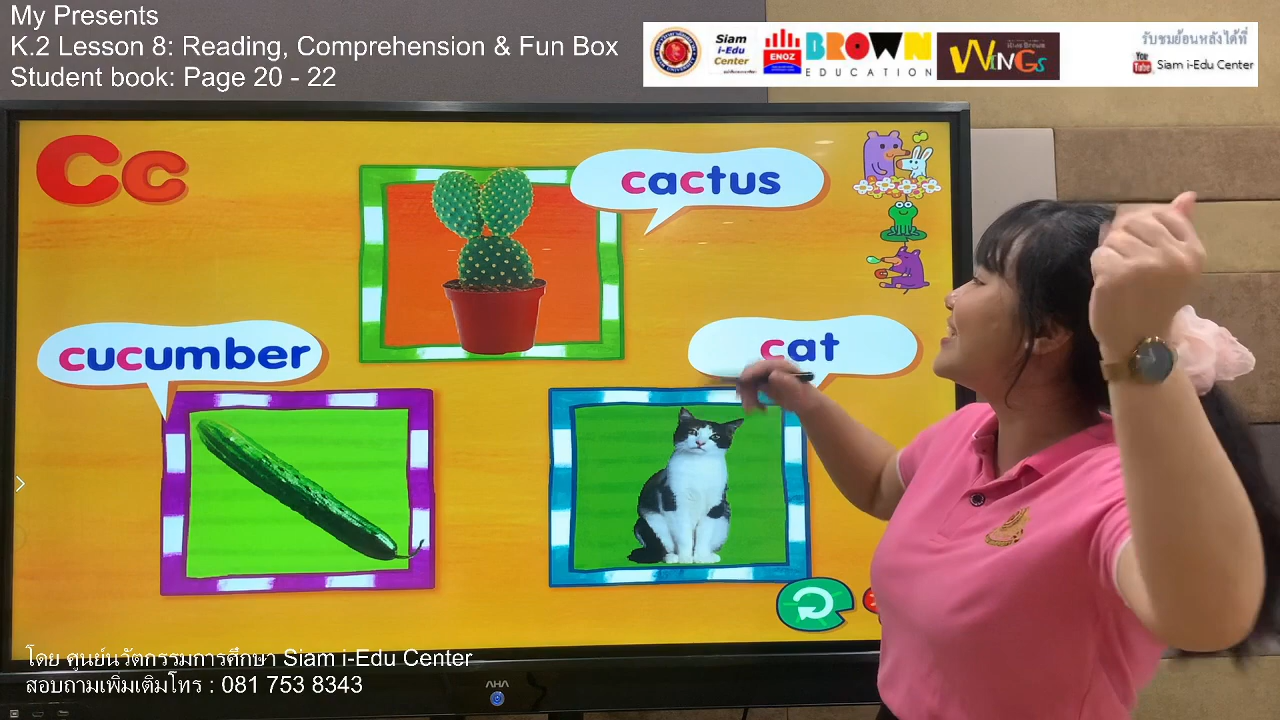 My Presents
K.2 Lesson 8: Reading, Comprehension & Fun Box
Student book: Page 20 - 22
Siam
i-Edu
Center
ENOZ
BROWN
EDUCATION
WINGS
รับชมย้อนหลังได้ที่
You
Tube
Siam i-Edu Center
Cc
cactus
cucumber
cat
โดย ศูนย์นวัตกรรมการศึกษา Siam i-Edu Center
สอบถามเพิ่มเติมโทร : 081 753 8343
AHA